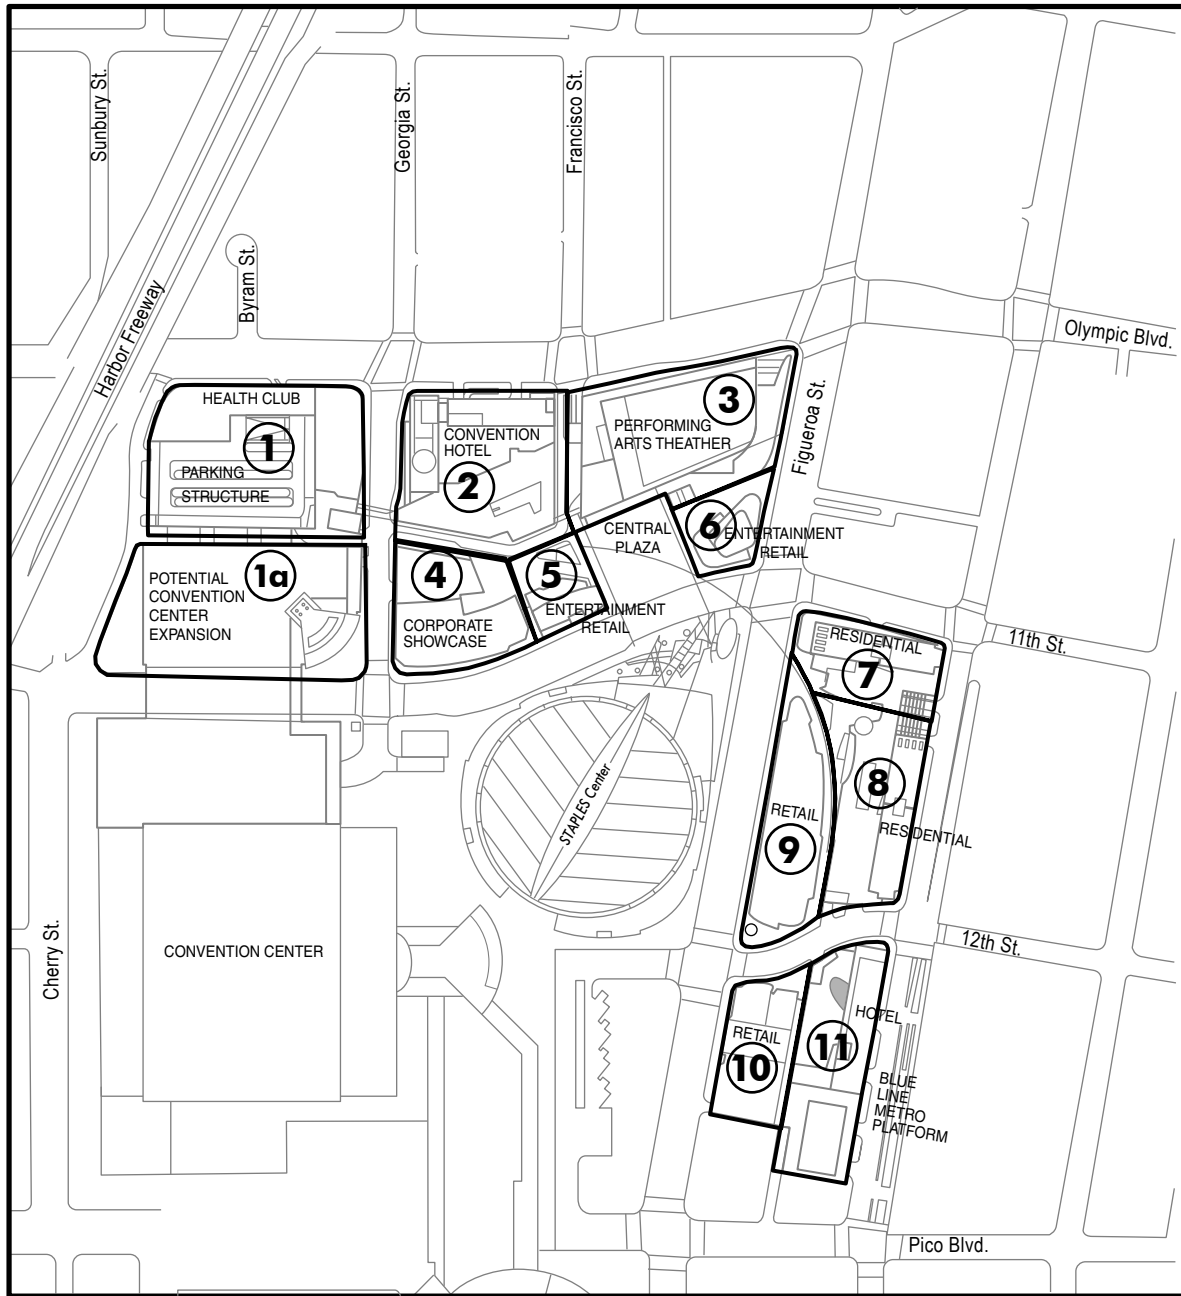 Sunbury St.
Georgia St.
Francisco St.
Byram St.
Harbor Freeway
Olympic Blvd.
Figueroa St.
HEALTH CLUB
1
PARKING
STRUCTURE
CONVENTION
HOTEL
2
3
PERFORMING
ARTS THEATHER
CENTRAL
PLAZA
6
ENTERTAINMENT
RETAIL
1a
POTENTIAL
CONVENTION
CENTER
EXPANSION
4
CORPORATE
SHOWCASE
5
ENTERTAINMENT
RETAIL
RESIDENTIAL
7
11th St.
8
RESIDENTIAL
RETAIL
9
STAPLES Center
CONVENTION CENTER
Cherry St.
12th St.
HOTEL
11
RETAIL
10
BLUE
LINE
METRO
PLATFORM
Pico Blvd.